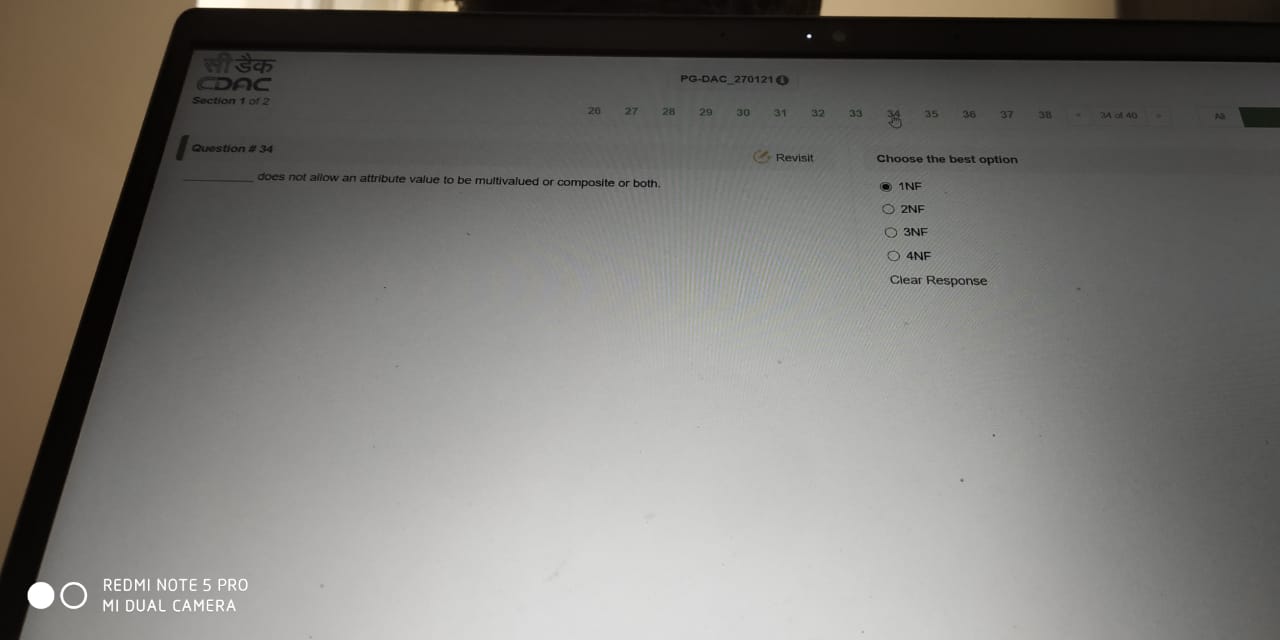 सी डैक
CDAC
Section 1 of 2
PG-DAC_270121
26 27 28 29 30 31 32 33 34 35 36 37 38 « 34 of 40 » All
Question # 34
Revisit
__________ does not allow an attribute value to be multivalued or composite or both.
Choose the best option
1NF
2NF
3NF
4NF
Clear Response
REDMI NOTE 5 PRO
MI DUAL CAMERA